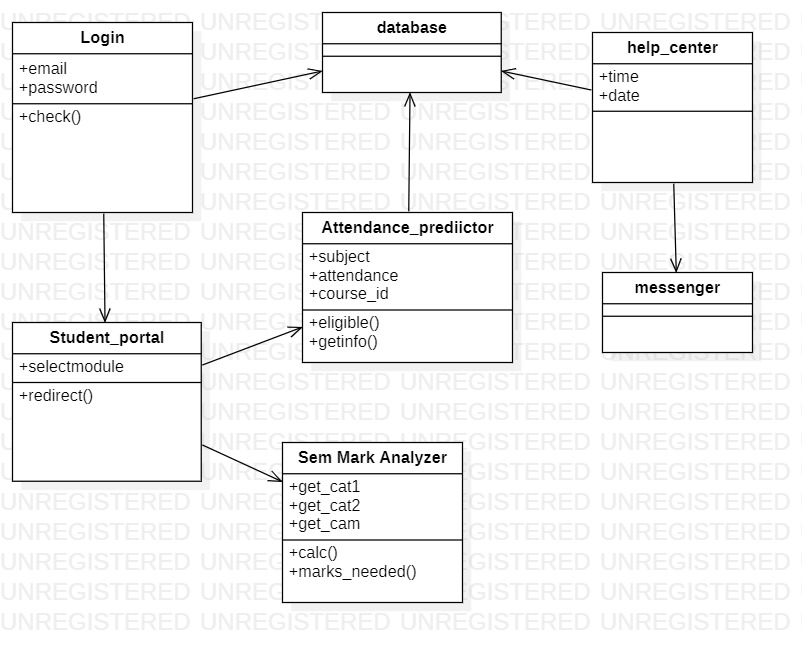 Login
+email
+password
+check()
database
help_center
+time
+date
Attendance_prediictor
+subject
+attendance
+course_id
+eligible()
+getinfo()
messenger
Student_portal
+selectmodule
+redirect()
Sem Mark Analyzer
+get_cat1
+get_cat2
+get_cam
+calc()
+marks_needed()
UNREGISTERED